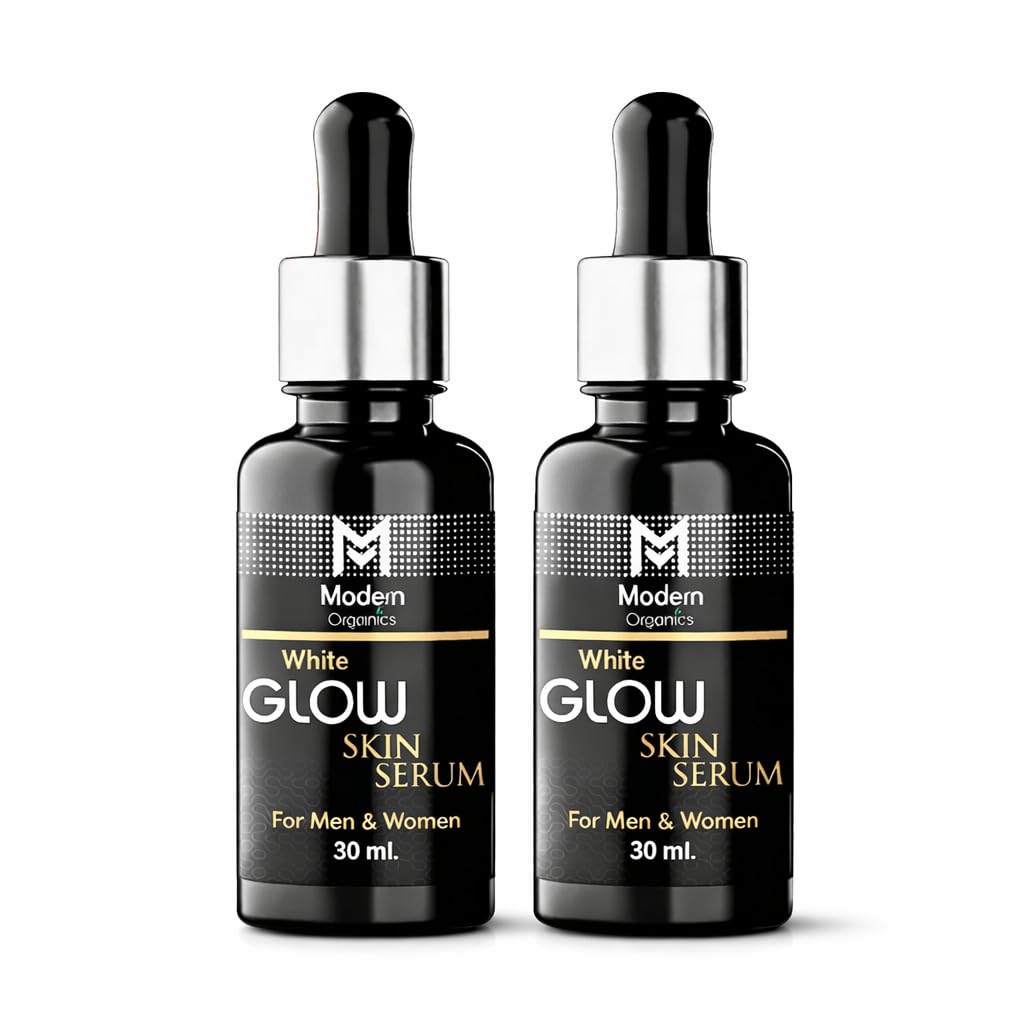 Modern
Organics
White
GLOW
SKIN
SERUM
For Men & Women
30 ml.
Modern
Organics
White
GLOW
SKIN
SERUM
For Men & Women
30 ml.